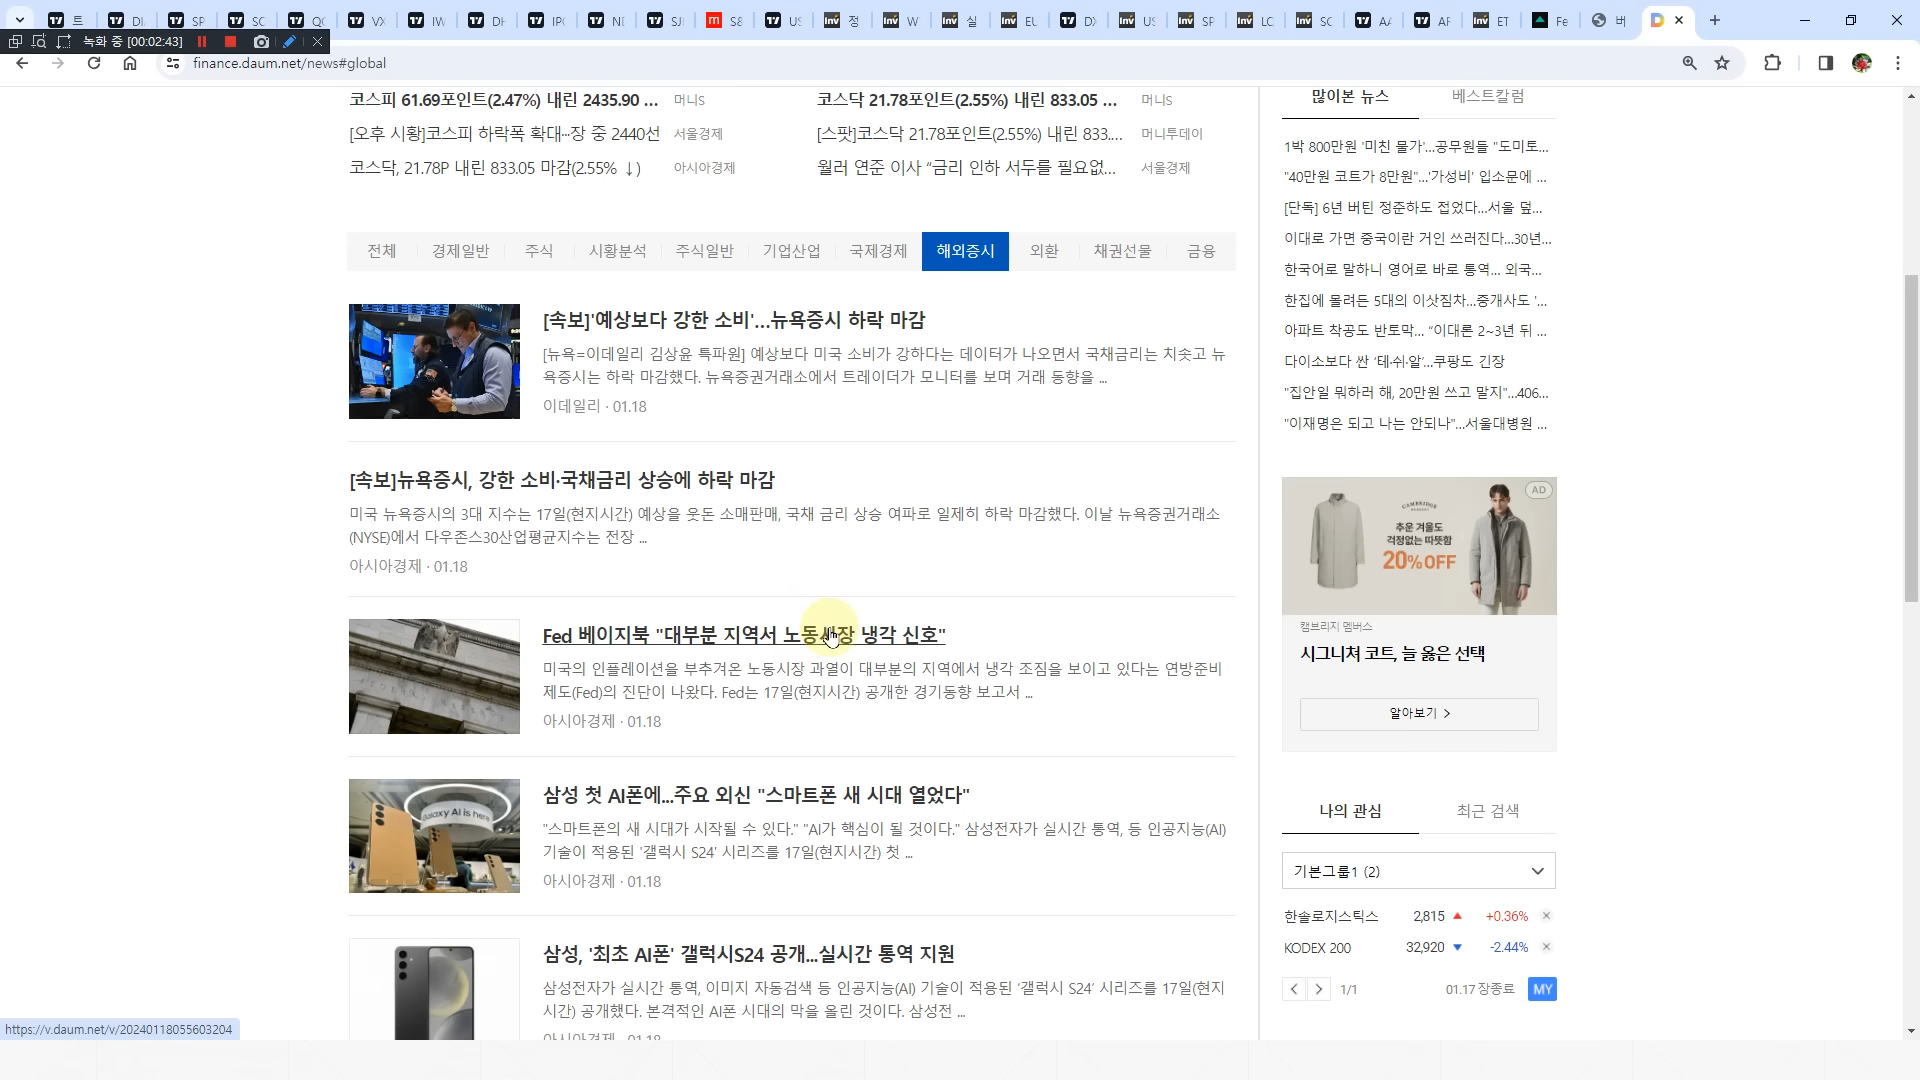 트
DI
SP
SC
QC
VX
IW
DH
IPC
NI
SJI
S&
US
정
W
실
EU
DX
US
SP
LC
SC
AA
AF
ET
Fe
버
녹화 중 [00:02:43]
finance.daum.net/news#global
코스피 61.69포인트(2.47%) 내린 2435.90 ... 머니S
코스닥 21.78포인트(2.55%) 내린 833.05 ... 머니S
[오후 시황]코스피 하락폭 확대···장 중 2440선 서울경제
[스팟]코스닥 21.78포인트(2.55%) 내린 833.... 머니투데이
코스닥, 21.78P 내린 833.05 마감(2.55% ↓) 아시아경제
월러 연준 이사 “금리 인하 서두를 필요없... 서울경제
전체 경제일반 주식 시황분석 주식일반 기업산업 국제경제 해외증시 외환 채권선물 금융
[속보]'예상보다 강한 소비'…뉴욕증시 하락 마감
[뉴욕=이데일리 김상윤 특파원] 예상보다 미국 소비가 강하다는 데이터가 나오면서 국채금리는 치솟고 뉴
욕증시는 하락 마감했다. 뉴욕증권거래소에서 트레이더가 모니터를 보며 거래 동향을 ...
이데일리 · 01.18
[속보]뉴욕증시, 강한 소비·국채금리 상승에 하락 마감
미국 뉴욕증시의 3대 지수는 17일(현지시간) 예상을 웃돈 소매판매, 국채 금리 상승 여파로 일제히 하락 마감했다. 이날 뉴욕증권거래소
(NYSE)에서 다우존스30산업평균지수는 전장 ...
아시아경제 · 01.18
Fed 베이지북 "대부분 지역서 노동시장 냉각 신호"
미국의 인플레이션을 부추겨온 노동시장 과열이 대부분의 지역에서 냉각 조짐을 보이고 있다는 연방준비
제도(Fed)의 진단이 나왔다. Fed는 17일(현지시간) 공개한 경기동향 보고서 ...
아시아경제 · 01.18
Galaxy AI is here
삼성 첫 AI폰에…주요 외신 "스마트폰 새 시대 열었다"
"스마트폰의 새 시대가 시작될 수 있다." "AI가 핵심이 될 것이다." 삼성전자가 실시간 통역, 등 인공지능(AI)
기술이 적용된 '갤럭시 S24' 시리즈를 17일(현지시간) 첫 ...
아시아경제 · 01.18
삼성, '최초 AI폰' 갤럭시S24 공개…실시간 통역 지원
삼성전자가 실시간 통역, 이미지 자동검색 등 인공지능(AI) 기술이 적용된 ‘갤럭시 S24’ 시리즈를 17일(현지
시간) 공개했다. 본격적인 AI폰 시대의 막을 올린 것이다. 삼성전 ...
아시아경제 · 01.18
많이본 뉴스 베스트칼럼
1박 800만원 '미친 물가'…공무원들 "도미토...
"40만원 코트가 8만원"…'가성비' 입소문에 ...
[단독] 6년 버틴 정준하도 접었다…서울 덮...
이대로 가면 중국이란 거인 쓰러진다…30년...
한국어로 말하니 영어로 바로 통역… 외국...
한집에 몰려든 5대의 이삿짐차…중개사도 '...
아파트 착공도 반토막… “이대론 2~3년 뒤 ...
다이소보다 싼 ‘테·쉬·알’…쿠팡도 긴장
"집안일 뭐하러 해, 20만원 쓰고 말지"…406...
"이재명은 되고 나는 안되냐"…서울대병원 ...
AD
CAMBRIDGE
추운 겨울도
걱정없는 따뜻함
20% OFF
캠브리지 멤버스
시그니쳐 코트, 늘 옳은 선택
알아보기 >
나의 관심 최근 검색
기본그룹1 (2)
한솔로지스틱스 2,815 ▲ +0.36% ×
KODEX 200 32,920 ▼ -2.44% ×
< > 1/1 01.17 장종료 MY
https://v.daum.net/v/20240118055603204